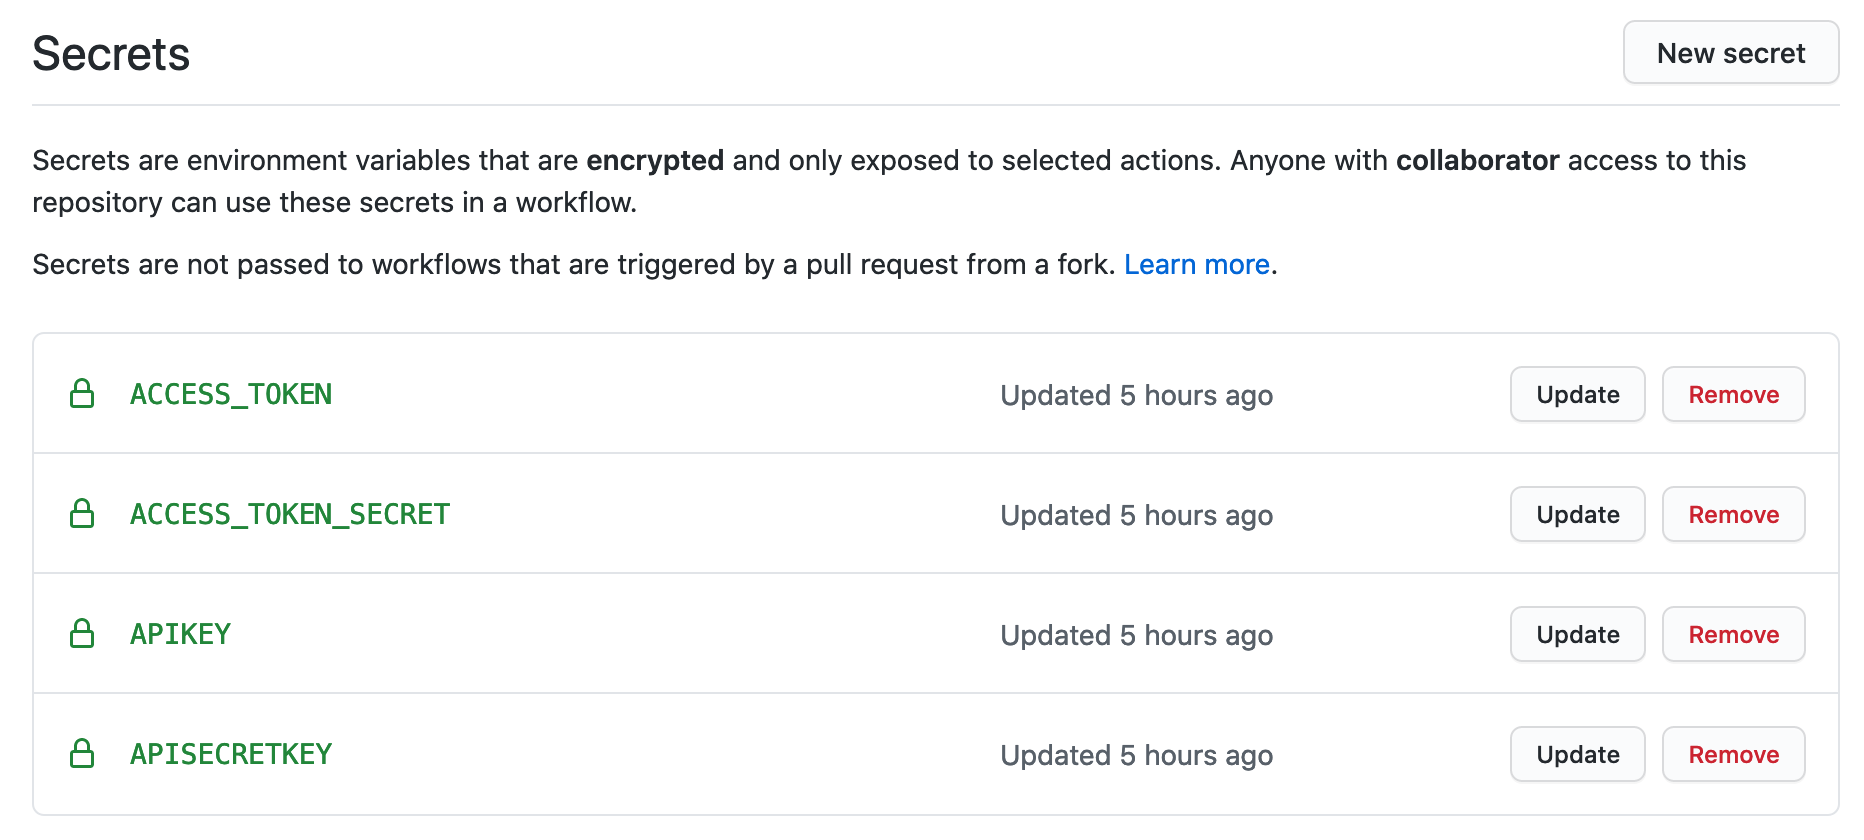 Secrets
New secret
Secrets are environment variables that are encrypted and only exposed to selected actions. Anyone with collaborator access to this
repository can use these secrets in a workflow.
Secrets are not passed to workflows that are triggered by a pull request from a fork. Learn more.
ACCESS_TOKEN Updated 5 hours ago Update Remove
ACCESS_TOKEN_SECRET Updated 5 hours ago Update Remove
APIKEY Updated 5 hours ago Update Remove
APISECRETKEY Updated 5 hours ago Update Remove